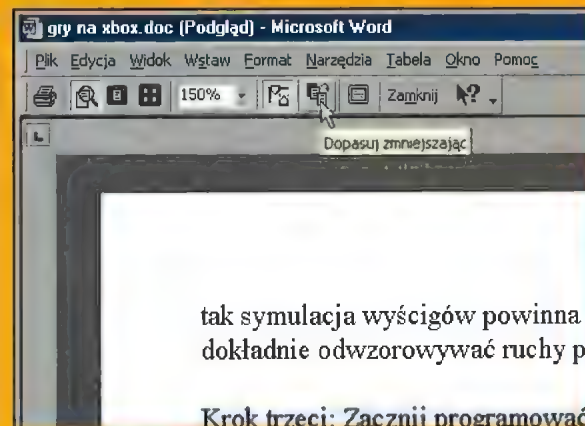 gry na xbox.doc (Podgląd) - Microsoft Word
Plik Edycja Widok Wstaw Format Narzędzia Tabela Okno Pomoc
150% Zamknij
Dopasuj zmniejszając
tak symulacja wyścigów powinna
dokładnie odwzorowywać ruchy p
Krok trzeci: Zacznij programować